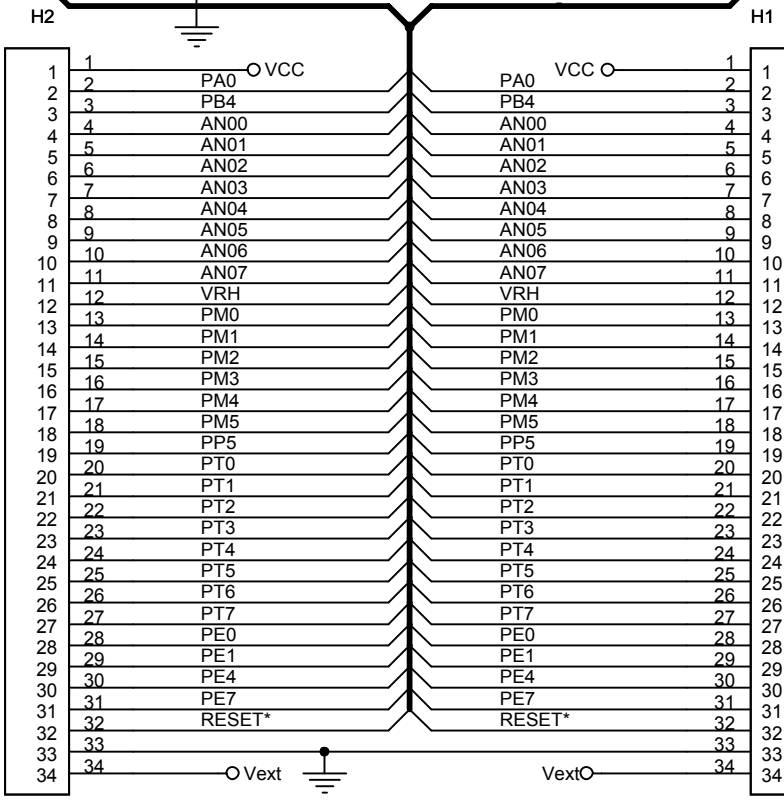 H2 H1
1 1 VCC VCC 1 1
2 2 PA0 PA0 2 2
3 3 PB4 PB4 3 3
4 4 AN00 AN00 4 4
5 5 AN01 AN01 5 5
6 6 AN02 AN02 6 6
7 7 AN03 AN03 7 7
8 8 AN04 AN04 8 8
9 9 AN05 AN05 9 9
10 10 AN06 AN06 10 10
11 11 AN07 AN07 11 11
12 12 VRH VRH 12 12
13 13 PM0 PM0 13 13
14 14 PM1 PM1 14 14
15 15 PM2 PM2 15 15
16 16 PM3 PM3 16 16
17 17 PM4 PM4 17 17
18 18 PM5 PM5 18 18
19 19 PP5 PP5 19 19
20 20 PT0 PT0 20 20
21 21 PT1 PT1 21 21
22 22 PT2 PT2 22 22
23 23 PT3 PT3 23 23
24 24 PT4 PT4 24 24
25 25 PT5 PT5 25 25
26 26 PT6 PT6 26 26
27 27 PT7 PT7 27 27
28 28 PE0 PE0 28 28
29 29 PE1 PE1 29 29
30 30 PE4 PE4 30 30
31 31 PE7 PE7 31 31
32 32 RESET* RESET* 32 32
33 33 33 33
34 34 Vext Vext 34 34